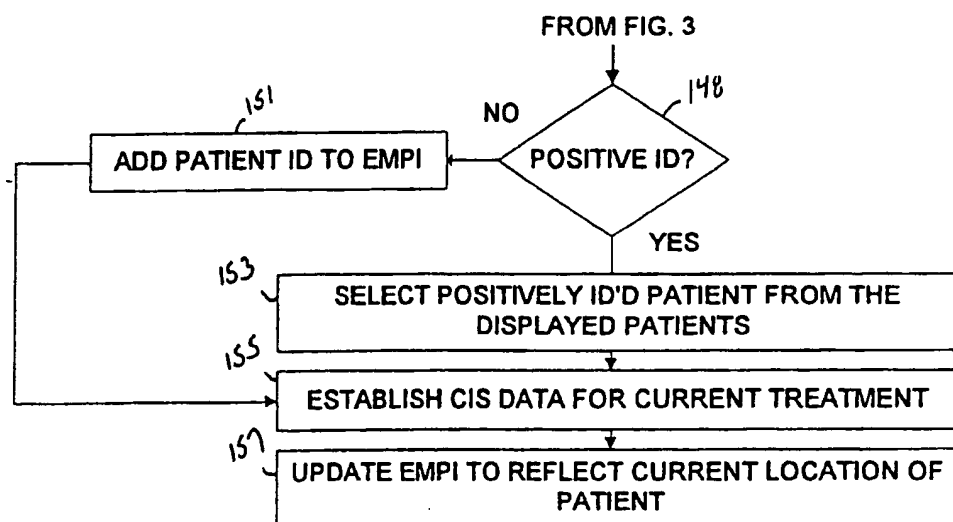 FROM FIG. 3
148
NO
151
POSITIVE ID?
ADD PATIENT ID TO EMPI
YES
153
SELECT POSITIVELY ID'D PATIENT FROM THE
DISPLAYED PATIENTS
155
ESTABLISH CIS DATA FOR CURRENT TREATMENT
157
UPDATE EMPI TO REFLECT CURRENT LOCATION OF
PATIENT